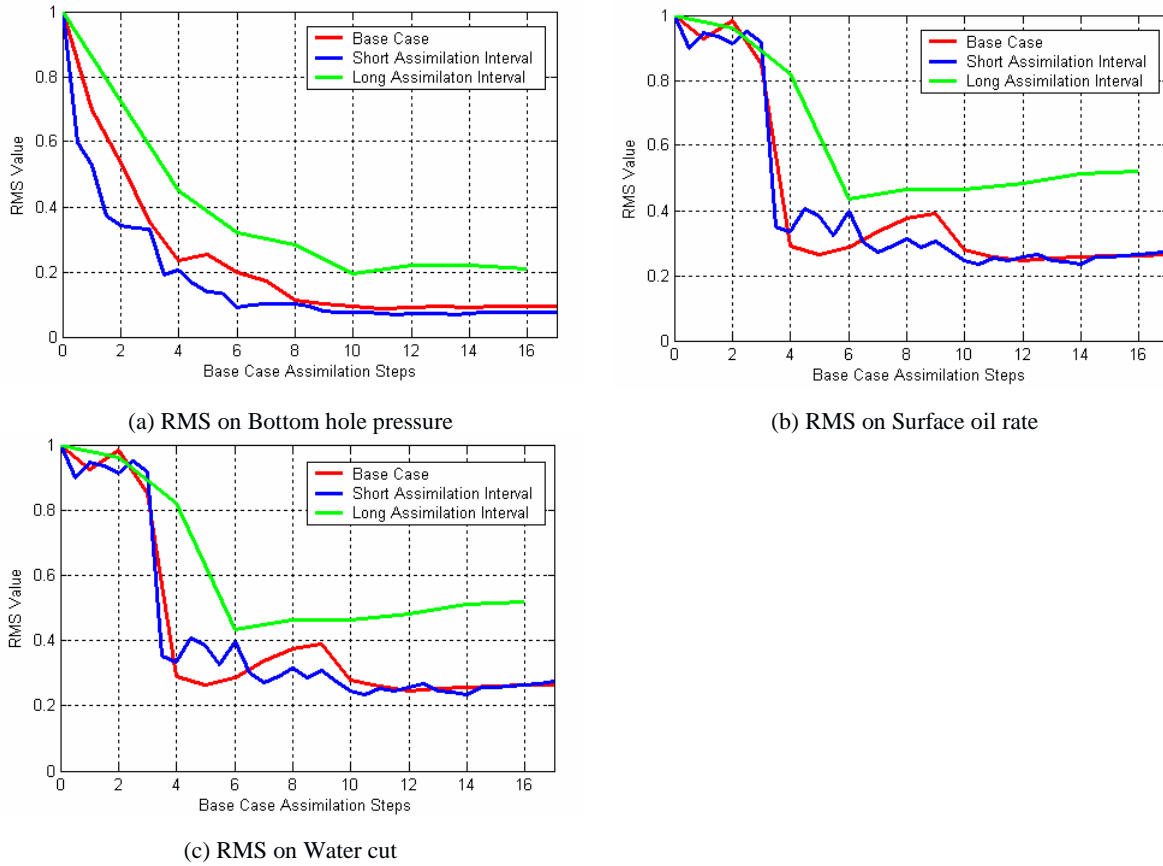 1
0.8
0.6
0.4
0.2
0
RMS Value
Base Case
Short Assimilation Interval
Long Assimilaton Interval
0 2 4 6 8 10 12 14 16
Base Case Assimilation Steps
(a) RMS on Bottom hole pressure
1
0.8
0.6
0.4
0.2
0
RMS Value
Base Case
Short Assimilation Interval
Long Assimilation Interval
0 2 4 6 8 10 12 14 16
Base Case Assimilation Steps
(b) RMS on Surface oil rate
1
0.8
0.6
0.4
0.2
0
RMS Value
Base Case
Short Assimilation Interval
Long Assimilation Interval
0 2 4 6 8 10 12 14 16
Base Case Assimilation Steps
(c) RMS on Water cut